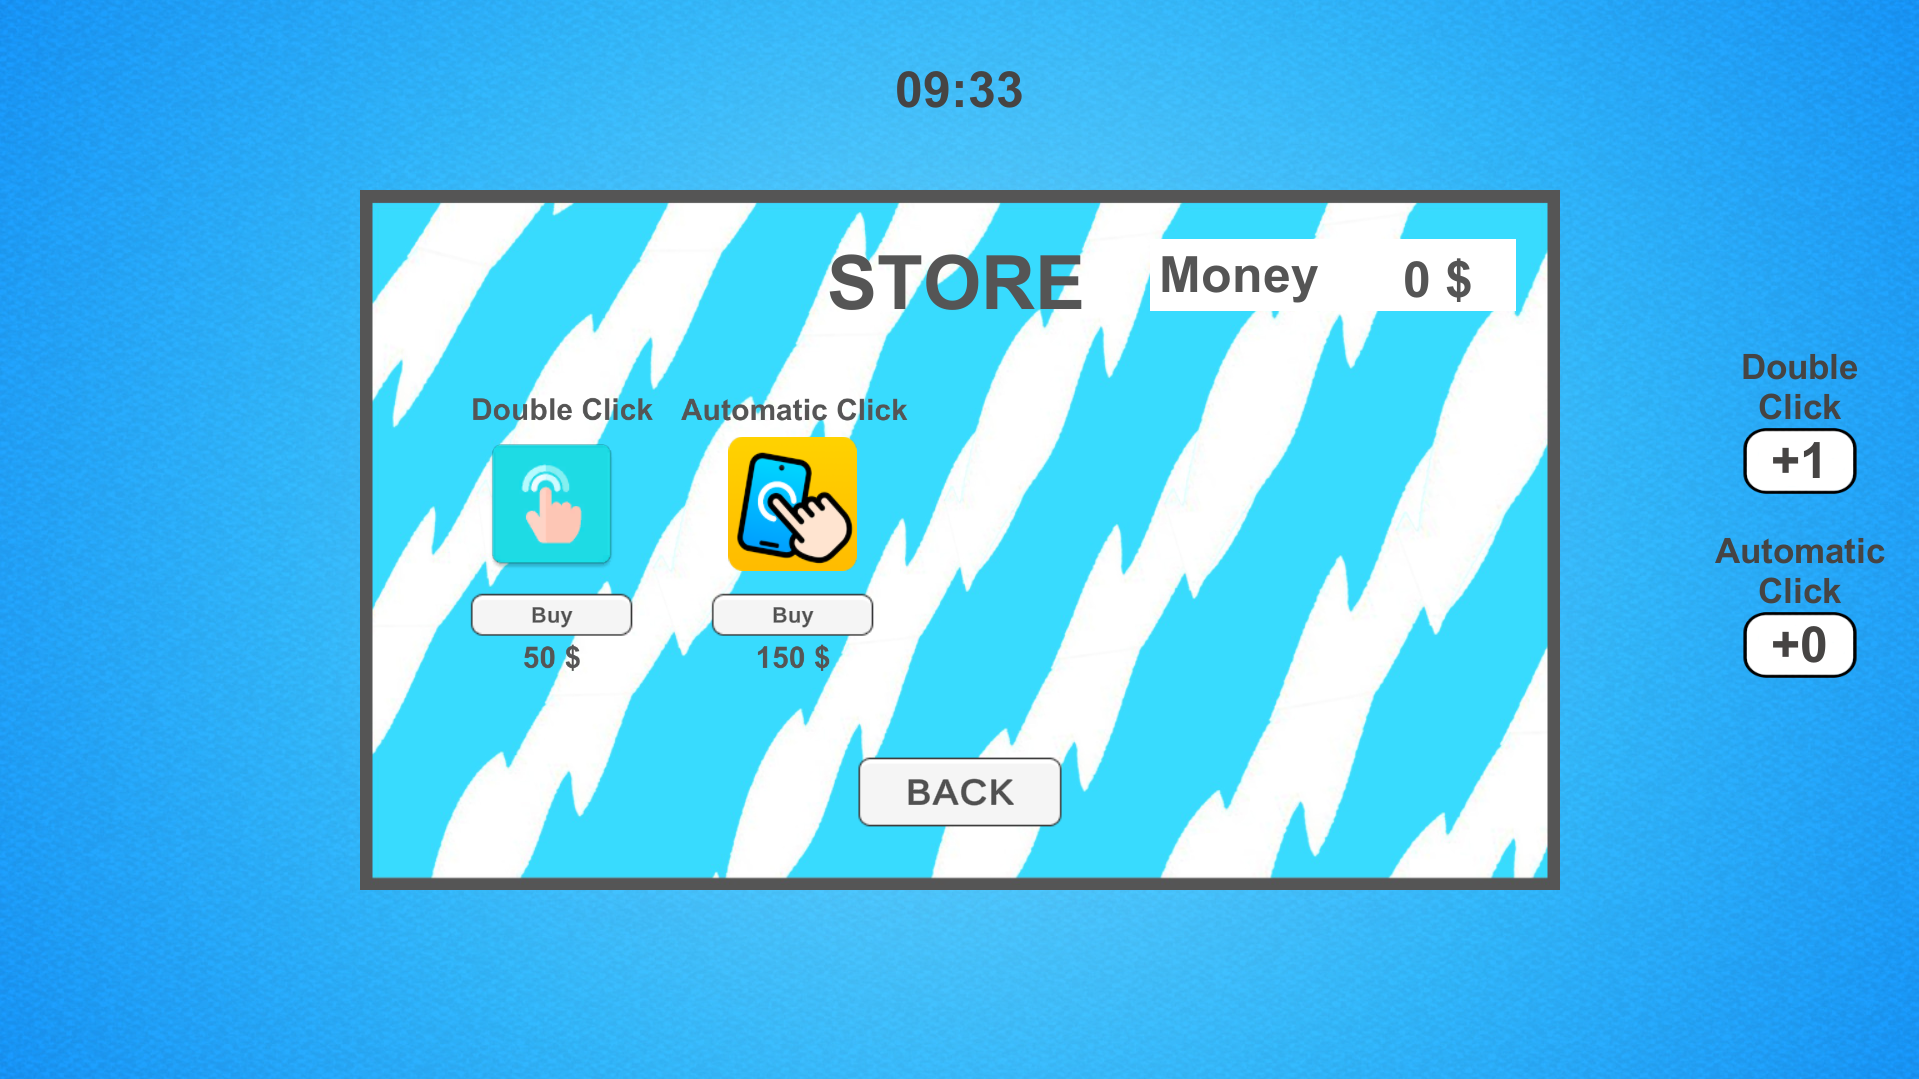 09:33
STORE
Money 0 $
Double Click
Automatic Click
Buy
Buy
50 $
150 $
BACK
Double
Click
+1
Automatic
Click
+0